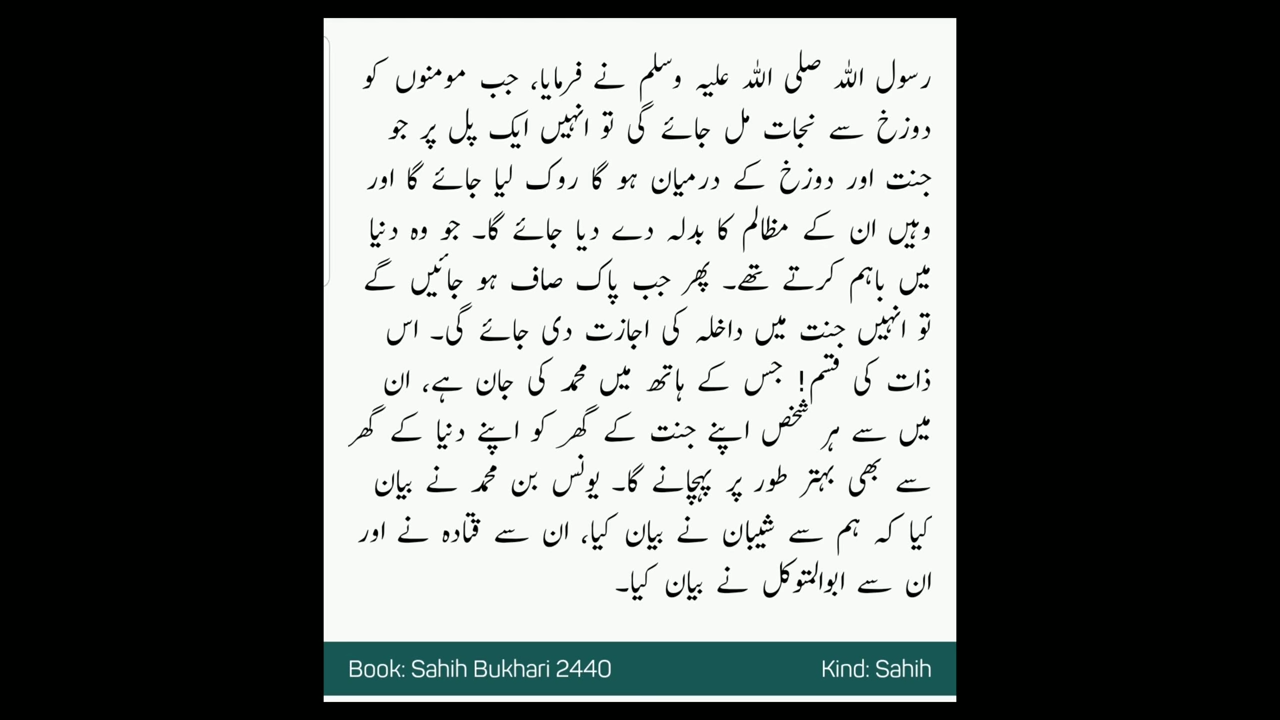 رسول اللہ صلی اللہ علیہ وسلم نے فرمایا، جب مومنوں کو
دوزخ سے نجات مل جائے گی تو انہیں ایک پل پر جو
جنت اور دوزخ کے درمیان ہو گا روک لیا جائے گا اور
وہیں ان کے مظالم کا بدلہ دے دیا جائے گا۔ جو وہ دنیا
میں باہم کرتے تھے۔ پھر جب پاک صاف ہو جائیں گے
تو انہیں جنت میں داخلہ کی اجازت دی جائے گی۔ اس
ذات کی قسم! جس کے ہاتھ میں محمد کی جان ہے، ان
میں سے ہر شخص اپنے جنت کے گھر کو اپنے دنیا کے گھر
سے بھی بہتر طور پر پہچانے گا۔ یونس بن محمد نے بیان
کیا کہ ہم سے شیبان نے بیان کیا، ان سے قتادہ نے اور
ان سے ابوالمتوکل نے بیان کیا۔
Book: Sahih Bukhari 2440 Kind: Sahih